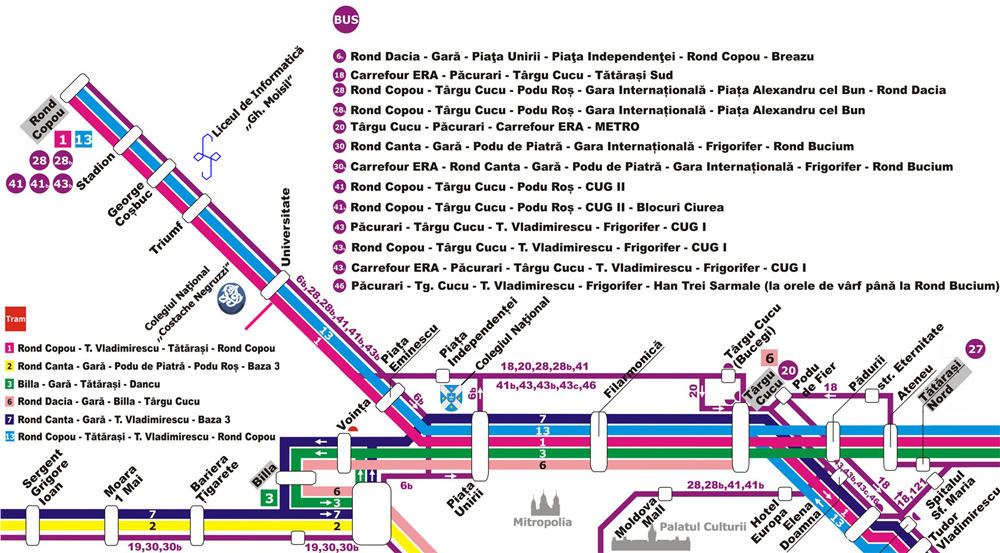 BUS
6b Rond Dacia - Gară - Piaţa Unirii - Piaţa Independenţei - Rond Copou - Breazu
18 Carrefour ERA - Păcurari - Târgu Cucu - Tătărași Sud
28 Rond Copou - Târgu Cucu - Podu Roș - Gara Internațională - Piața Alexandru cel Bun - Rond Dacia
28b Rond Copou - Târgu Cucu - Podu Roș - Gara Internațională - Piața Alexandru cel Bun
20 Târgu Cucu - Păcurari - Carrefour ERA - METRO
30 Rond Canta - Gară - Podu de Piatră - Gara Internațională - Frigorifer - Rond Bucium
30b Carrefour ERA - Rond Canta - Gară - Podu de Piatră - Gara Internațională - Frigorifer - Rond Bucium
41 Rond Copou - Târgu Cucu - Podu Roș - CUG II
41b Rond Copou - Târgu Cucu - Podu Roș - CUG II - Blocuri Ciurea
43 Păcurari - Târgu Cucu - T. Vladimirescu - Frigorifer - CUG I
Rond Copou - Târgu Cucu - T. Vladimirescu - Frigorifer - CUG I
Carrefour ERA - Păcurari - Târgu Cucu - T. Vladimirescu - Frigorifer - CUG I
46 Păcurari - Tg. Cucu - T. Vladimirescu - Frigorifer - Han Trei Sarmale (la orele de vârf până la Rond Bucium)
Rond
Copou
1 13
28 28b
41 41b 43b
Stadion
George
Coșbuc
Triumf
Universitate
Liceul de Informatică
„Gh. Moisil”
Colegiul Național
„Costache Negruzzi”
6b,28,28b,41,41b,43b
13
1
Tram
1 Rond Copou - T. Vladimirescu - Tătărași - Rond Copou
2 Rond Canta - Gară - Podu de Piatră - Podu Roș - Baza 3
3 Billa - Gară - Tătărași - Dancu
6 Rond Dacia - Gară - Billa - Târgu Cucu
7 Rond Canta - Gară - T. Vladimirescu - Baza 3
13 Rond Copou - Tătărași - T. Vladimirescu - Rond Copou
Piața
Eminescu
Piața
Independenței
Colegiul Național
Filarmonică
Târgu Cucu
(Bucegi)
6
20
Târgu
Cucu
Podu
de Fier
Pădurii
str. Eternitate
Ateneu
Tătărași
Nord
27
18,20,28,28b,41
41b,43,43b,43c,46
6b
6b
20
18
Voința
Billa
3
7
13
1
3
6
6
3
6b
Piața
Unirii
Mitropolia
Moldova
Mall
Palatul Culturii
28,28b,41,41b
Hotel
Europa
Elena
Doamna
43,43b,43c,46
7
1
13
18
18,121
Spitalul
Sf. Maria
Tudor
Vladimirescu
Sergent
Grigore
Ioan
Moara
1 Mai
Bariera
Tigarete
7
2
7
2
19,30,30b
19,30,30b